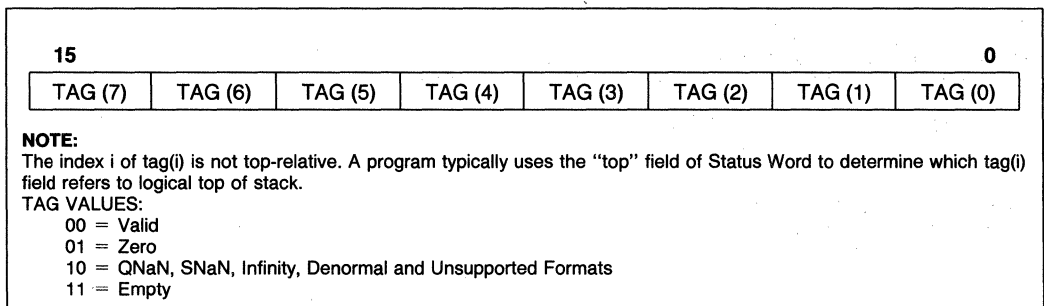 15 0
TAG (7) TAG (6) TAG (5) TAG (4) TAG (3) TAG (2) TAG (1) TAG (0)
NOTE:
The index i of tag(i) is not top-relative. A program typically uses the "top" field of Status Word to determine which tag(i)
field refers to logical top of stack.
TAG VALUES:
00 = Valid
01 = Zero
10 = QNaN, SNaN, Infinity, Denormal and Unsupported Formats
11 = Empty